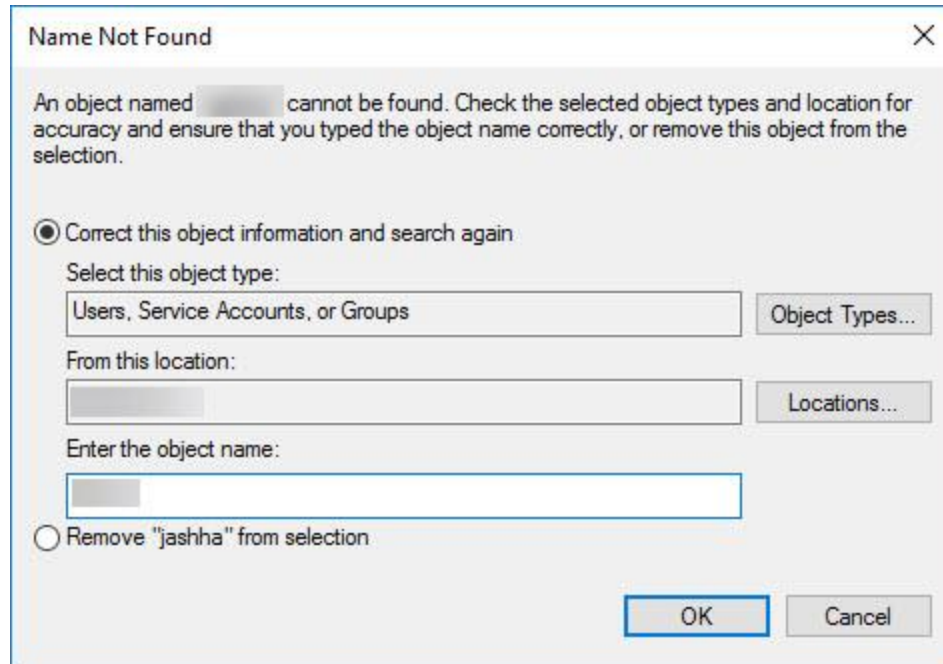 Name Not Found
An object named cannot be found. Check the selected object types and location for
accuracy and ensure that you typed the object name correctly, or remove this object from the
selection.
Correct this object information and search again
Select this object type:
Users, Service Accounts, or Groups
Object Types...
From this location:
Locations...
Enter the object name:
Remove "jashha" from selection
OK
Cancel